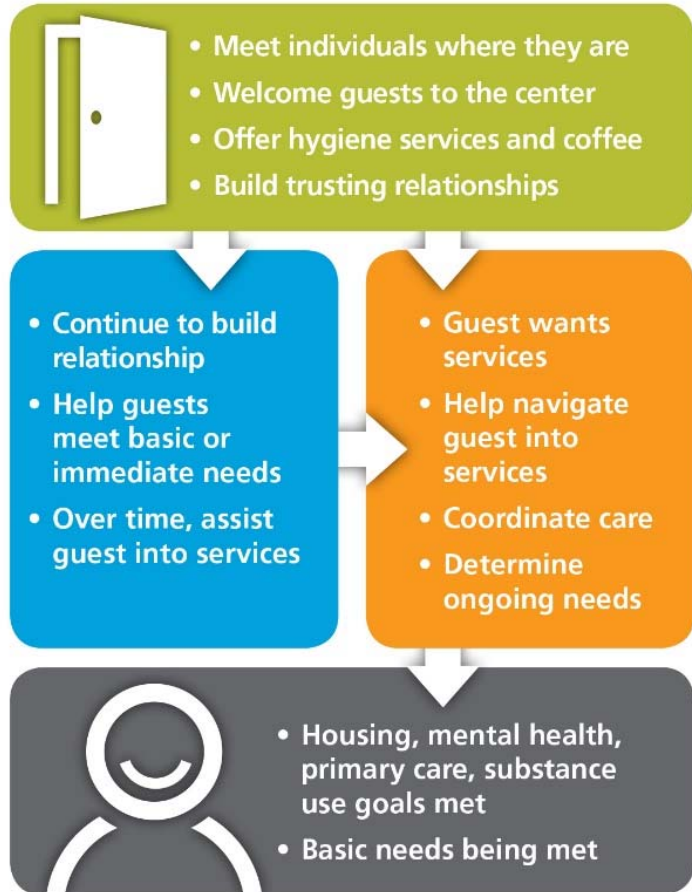 • Meet individuals where they are
• Welcome guests to the center
• Offer hygiene services and coffee
• Build trusting relationships
• Continue to build
relationship
• Help guests
meet basic or
immediate needs
• Over time, assist
guest into services
• Guest wants
services
• Help navigate
guest into
services
• Coordinate care
• Determine
ongoing needs
• Housing, mental health,
primary care, substance
use goals met
• Basic needs being met